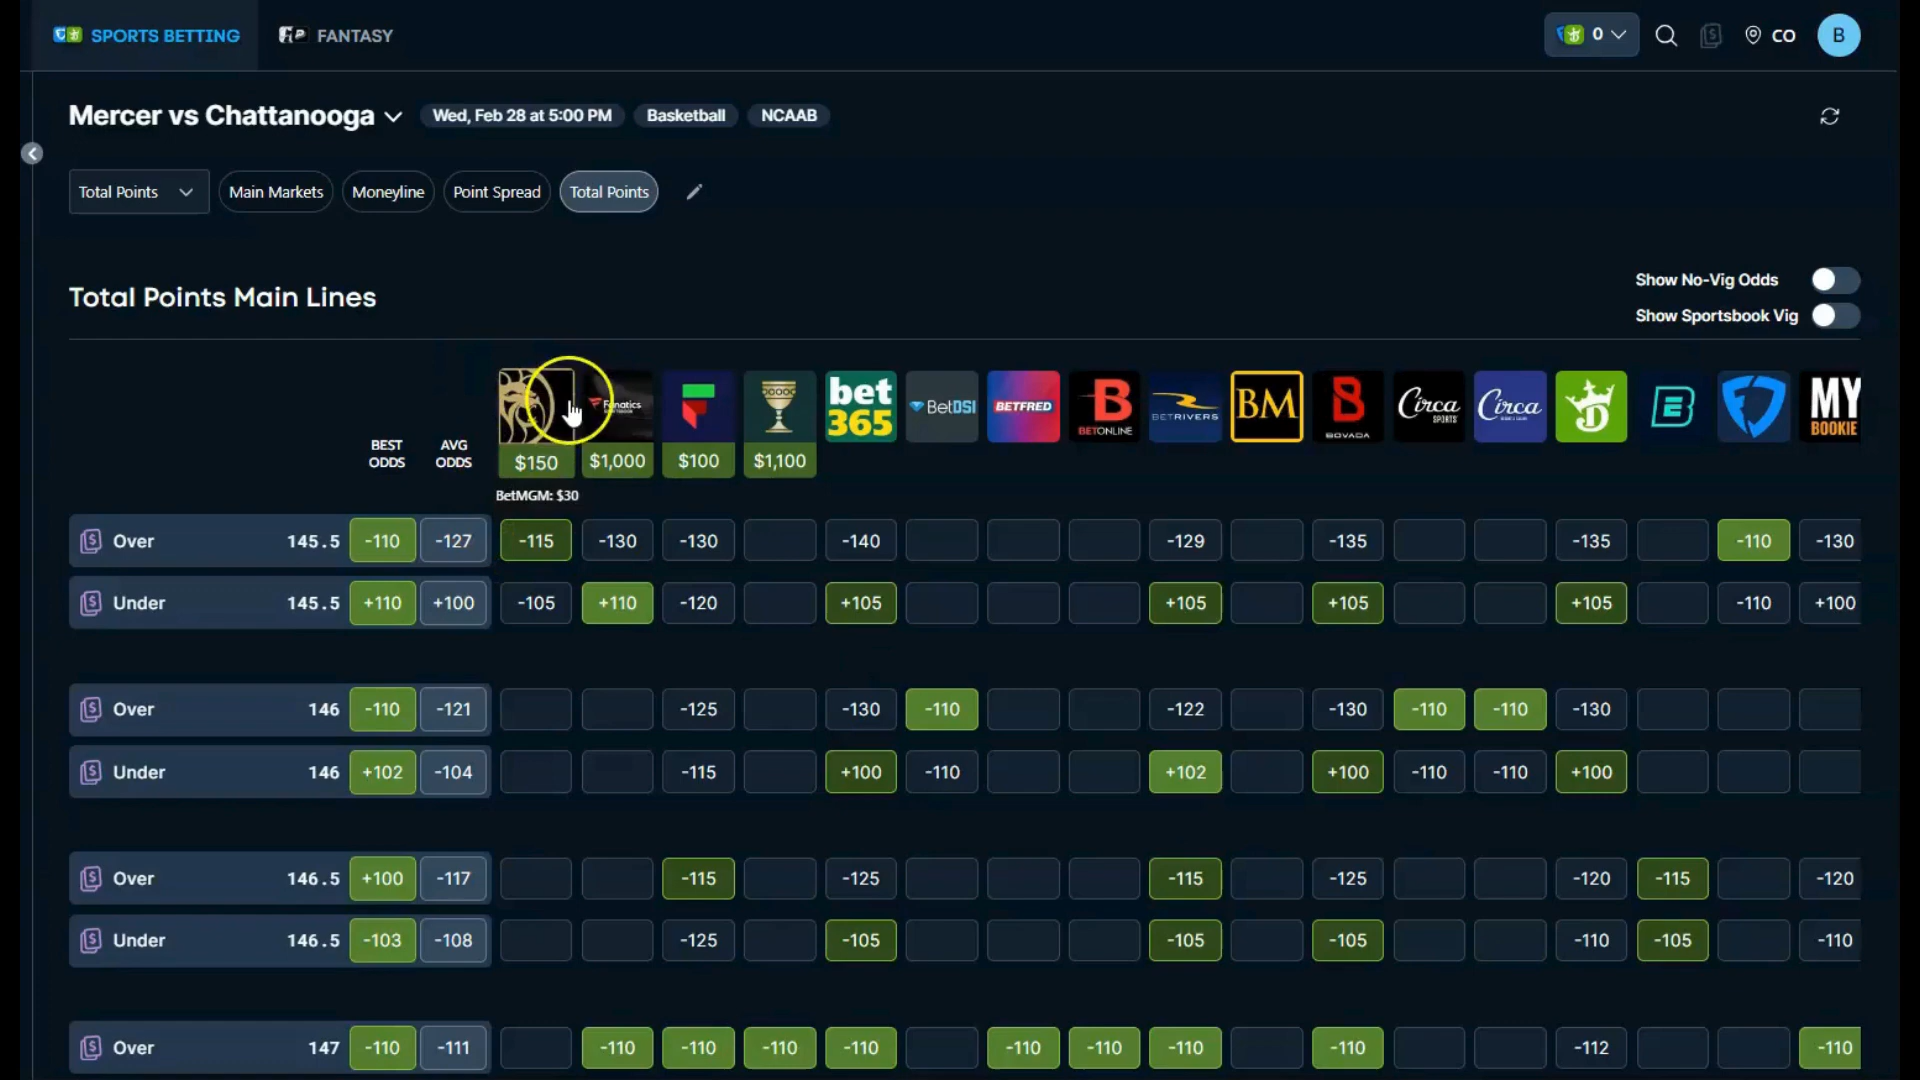 SPORTS BETTING FANTASY 0 CO B
Mercer vs Chattanooga Wed, Feb 28 at 5:00 PM Basketball NCAAB
Total Points Main Markets Moneyline Point Spread Total Points
Show No-Vig Odds
Total Points Main Lines
Show Sportsbook Vig
Fanatics bet365 BetDSI BETFRED BETONLINE BETRIVERS BM BOVADA Circa SPORTS Circa MY BOOKIE
BEST ODDS AVG ODDS $150 $1,000 $100 $1,100
BetMGM: $30
Over 145.5 -110 -127 -115 -130 -130 -140 -129 -135 -135 -110 -130
Under 145.5 +110 +100 -105 +110 -120 +105 +105 +105 +105 -110 +100
Over 146 -110 -121 -125 -130 -110 -122 -130 -110 -110 -130
Under 146 +102 -104 -115 +100 -110 +102 +100 -110 -110 +100
Over 146.5 +100 -117 -115 -125 -115 -125 -120 -115 -120
Under 146.5 -103 -108 -125 -105 -105 -105 -110 -105 -110
Over 147 -110 -111 -110 -110 -110 -110 -110 -110 -110 -110 -112 -110